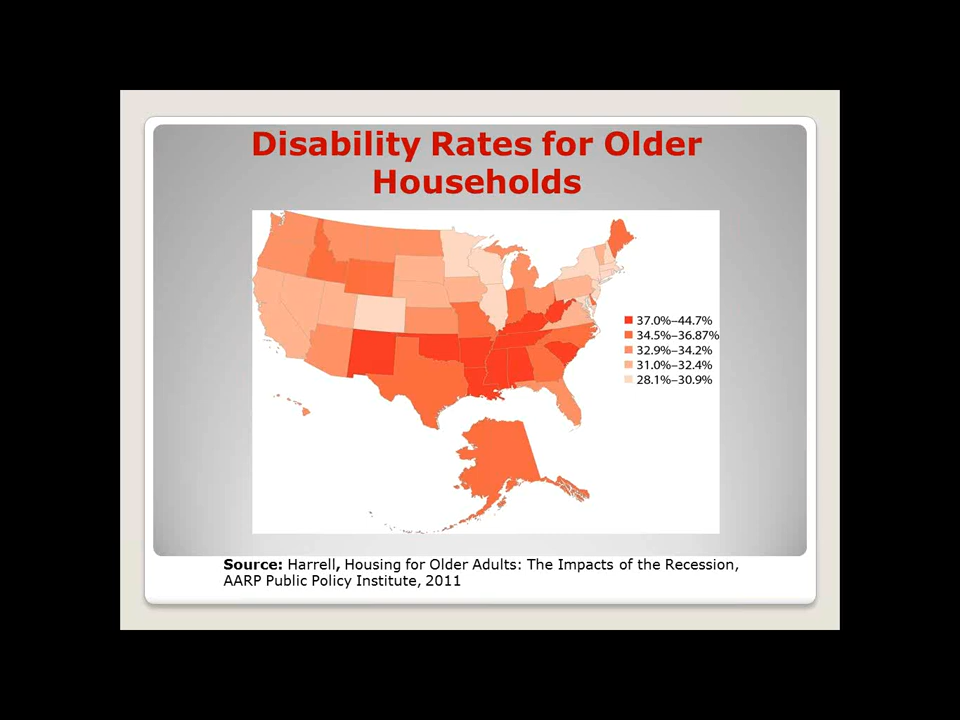 Disability Rates for Older
Households
37.0%–44.7%
34.5%–36.87%
32.9%–34.2%
31.0%–32.4%
28.1%–30.9%
Source: Harrell, Housing for Older Adults: The Impacts of the Recession,
AARP Public Policy Institute, 2011